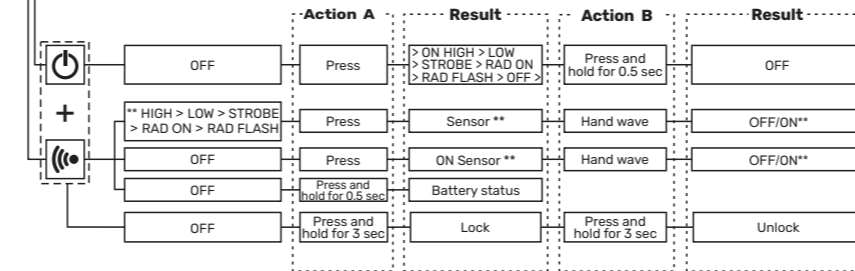 Action A
Result
Action B
Result
OFF
Press
> ON HIGH > LOW
> STROBE > RAD ON
> RAD FLASH > OFF >
Press and
hold for 0.5 sec
OFF
+
** HIGH > LOW > STROBE
> RAD ON > RAD FLASH
Press
Sensor **
Hand wave
OFF/ON**
OFF
Press
ON Sensor **
Hand wave
OFF/ON**
OFF
Press and
hold for 0.5 sec
Battery status
OFF
Press and
hold for 3 sec
Lock
Press and
hold for 3 sec
Unlock